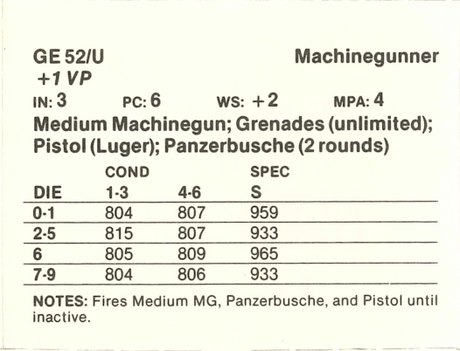 GE 52/U Machinegunner
+1 VP
IN: 3 PC: 6 WS: +2 MPA: 4
Medium Machinegun; Grenades (unlimited);
Pistol (Luger); Panzerbusche (2 rounds)
COND SPEC
DIE 1-3 4-6 S
0-1 804 807 959
2-5 815 807 933
6 805 809 965
7-9 804 806 933
NOTES: Fires Medium MG, Panzerbusche, and Pistol until
inactive.